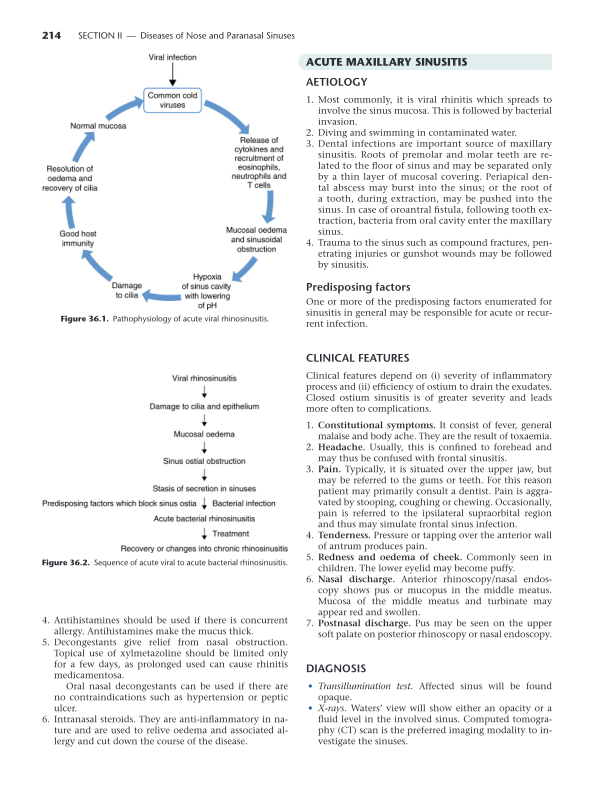 214 SECTION II — Diseases of Nose and Paranasal Sinuses
Viral infection
Common cold
viruses
Release of
cytokines and
recruitment of
eosinophils,
neutrophils and
T cells
Mucosal oedema
and sinusoidal
obstruction
Hypoxia
of sinus cavity
with lowering
of pH
Damage
to cilia
Good host
immunity
Resolution of
oedema and
recovery of cilia
Normal mucosa
Figure 36.1. Pathophysiology of acute viral rhinosinusitis.
Viral rhinosinusitis
Damage to cilia and epithelium
Mucosal oedema
Sinus ostial obstruction
Stasis of secretion in sinuses
Predisposing factors which block sinus ostia Bacterial infection
Acute bacterial rhinosinusitis
Treatment
Recovery or changes into chronic rhinosinusitis
Figure 36.2. Sequence of acute viral to acute bacterial rhinosinusitis.
4. Antihistamines should be used if there is concurrent
allergy. Antihistamines make the mucus thick.
5. Decongestants give relief from nasal obstruction.
Topical use of xylmetazoline should be limited only
for a few days, as prolonged used can cause rhinitis
medicamentosa.
Oral nasal decongestants can be used if there are
no contraindications such as hypertension or peptic
ulcer.
6. Intranasal steroids. They are anti-inflammatory in na-
ture and are used to relive oedema and associated al-
lergy and cut down the course of the disease.
ACUTE MAXILLARY SINUSITIS
AETIOLOGY
1. Most commonly, it is viral rhinitis which spreads to
involve the sinus mucosa. This is followed by bacterial
invasion.
2. Diving and swimming in contaminated water.
3. Dental infections are important source of maxillary
sinusitis. Roots of premolar and molar teeth are re-
lated to the floor of sinus and may be separated only
by a thin layer of mucosal covering. Periapical den-
tal abscess may burst into the sinus; or the root of
a tooth, during extraction, may be pushed into the
sinus. In case of oroantral fistula, following tooth ex-
traction, bacteria from oral cavity enter the maxillary
sinus.
4. Trauma to the sinus such as compound fractures, pen-
etrating injuries or gunshot wounds may be followed
by sinusitis.
Predisposing factors
One or more of the predisposing factors enumerated for
sinusitis in general may be responsible for acute or recur-
rent infection.
CLINICAL FEATURES
Clinical features depend on (i) severity of inflammatory
process and (ii) efficiency of ostium to drain the exudates.
Closed ostium sinusitis is of greater severity and leads
more often to complications.
1. Constitutional symptoms. It consist of fever, general
malaise and body ache. They are the result of toxaemia.
2. Headache. Usually, this is confined to forehead and
may thus be confused with frontal sinusitis.
3. Pain. Typically, it is situated over the upper jaw, but
may be referred to the gums or teeth. For this reason
patient may primarily consult a dentist. Pain is aggra-
vated by stooping, coughing or chewing. Occasionally,
pain is referred to the ipsilateral supraorbital region
and thus may simulate frontal sinus infection.
4. Tenderness. Pressure or tapping over the anterior wall
of antrum produces pain.
5. Redness and oedema of cheek. Commonly seen in
children. The lower eyelid may become puffy.
6. Nasal discharge. Anterior rhinoscopy/nasal endos-
copy shows pus or mucopus in the middle meatus.
Mucosa of the middle meatus and turbinate may
appear red and swollen.
7. Postnasal discharge. Pus may be seen on the upper
soft palate on posterior rhinoscopy or nasal endoscopy.
DIAGNOSIS
• Transillumination test. Affected sinus will be found
opaque.
• X-rays. Waters’ view will show either an opacity or a
fluid level in the involved sinus. Computed tomogra-
phy (CT) scan is the preferred imaging modality to in-
vestigate the sinuses.